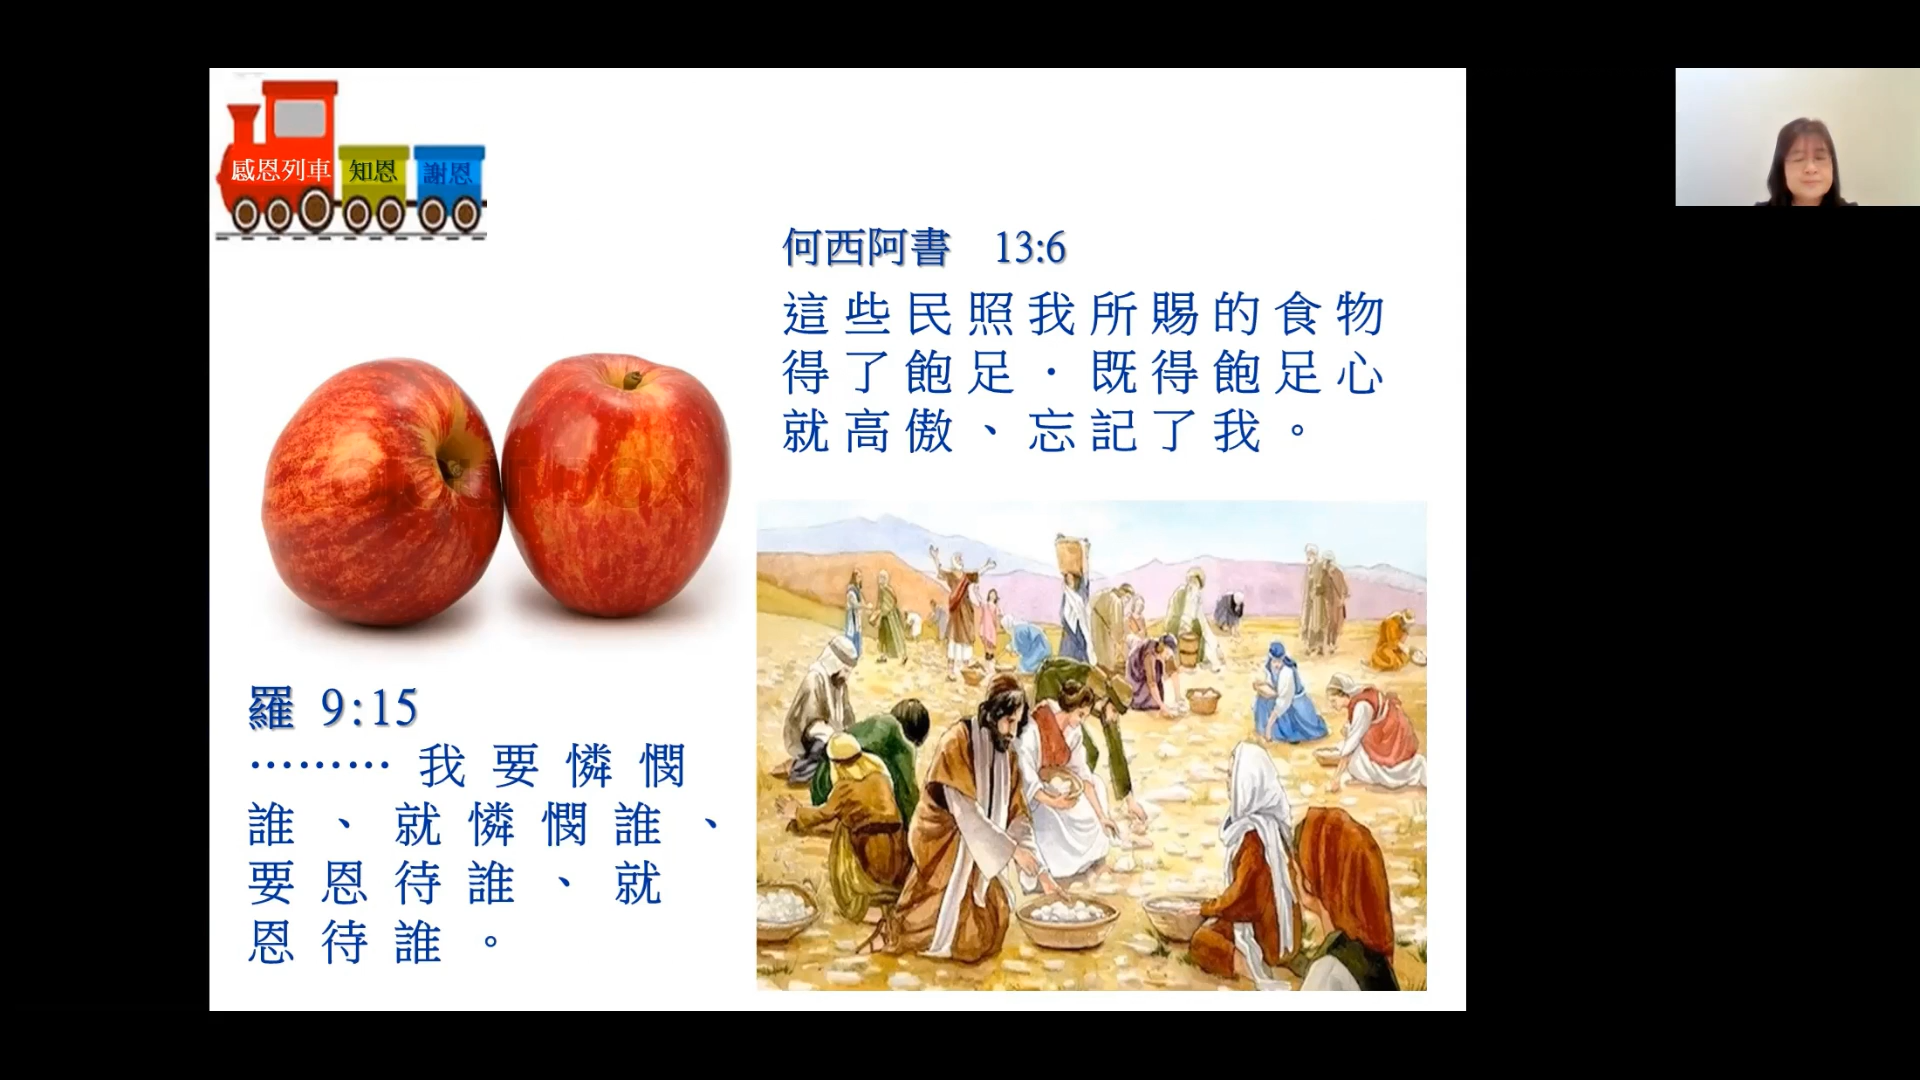 感恩列車 知恩 謝恩
何西阿書 13:6
這些民照我所賜的食物
得了飽足．既得飽足心
就高傲、忘記了我。
羅 9:15
⋯⋯⋯我要憐憫
誰、就憐憫誰、
要恩待誰、就
恩待誰。